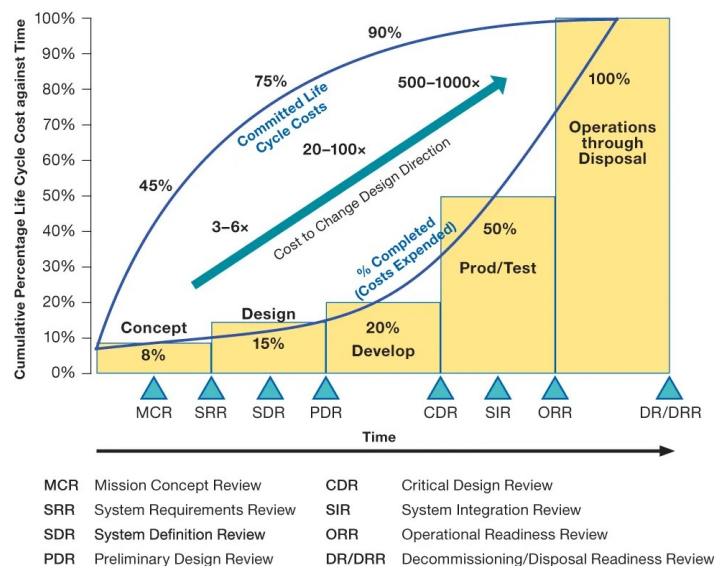 Cumulative Percentage Life Cycle Cost against Time
100%
90%
80%
70%
60%
50%
40%
30%
20%
10%
0%
45%
75%
90%
Committed Life
Cycle Costs
3–6×
20–100×
500–1000×
Cost to Change Design Direction
% Completed
(Costs Expended)
Concept
8%
Design
15%
20%
Develop
50%
Prod/Test
100%
Operations
through
Disposal
MCR SRR SDR PDR CDR SIR ORR DR/DRR
Time
MCR Mission Concept Review
SRR System Requirements Review
SDR System Definition Review
PDR Preliminary Design Review
CDR Critical Design Review
SIR System Integration Review
ORR Operational Readiness Review
DR/DRR Decommissioning/Disposal Readiness Review